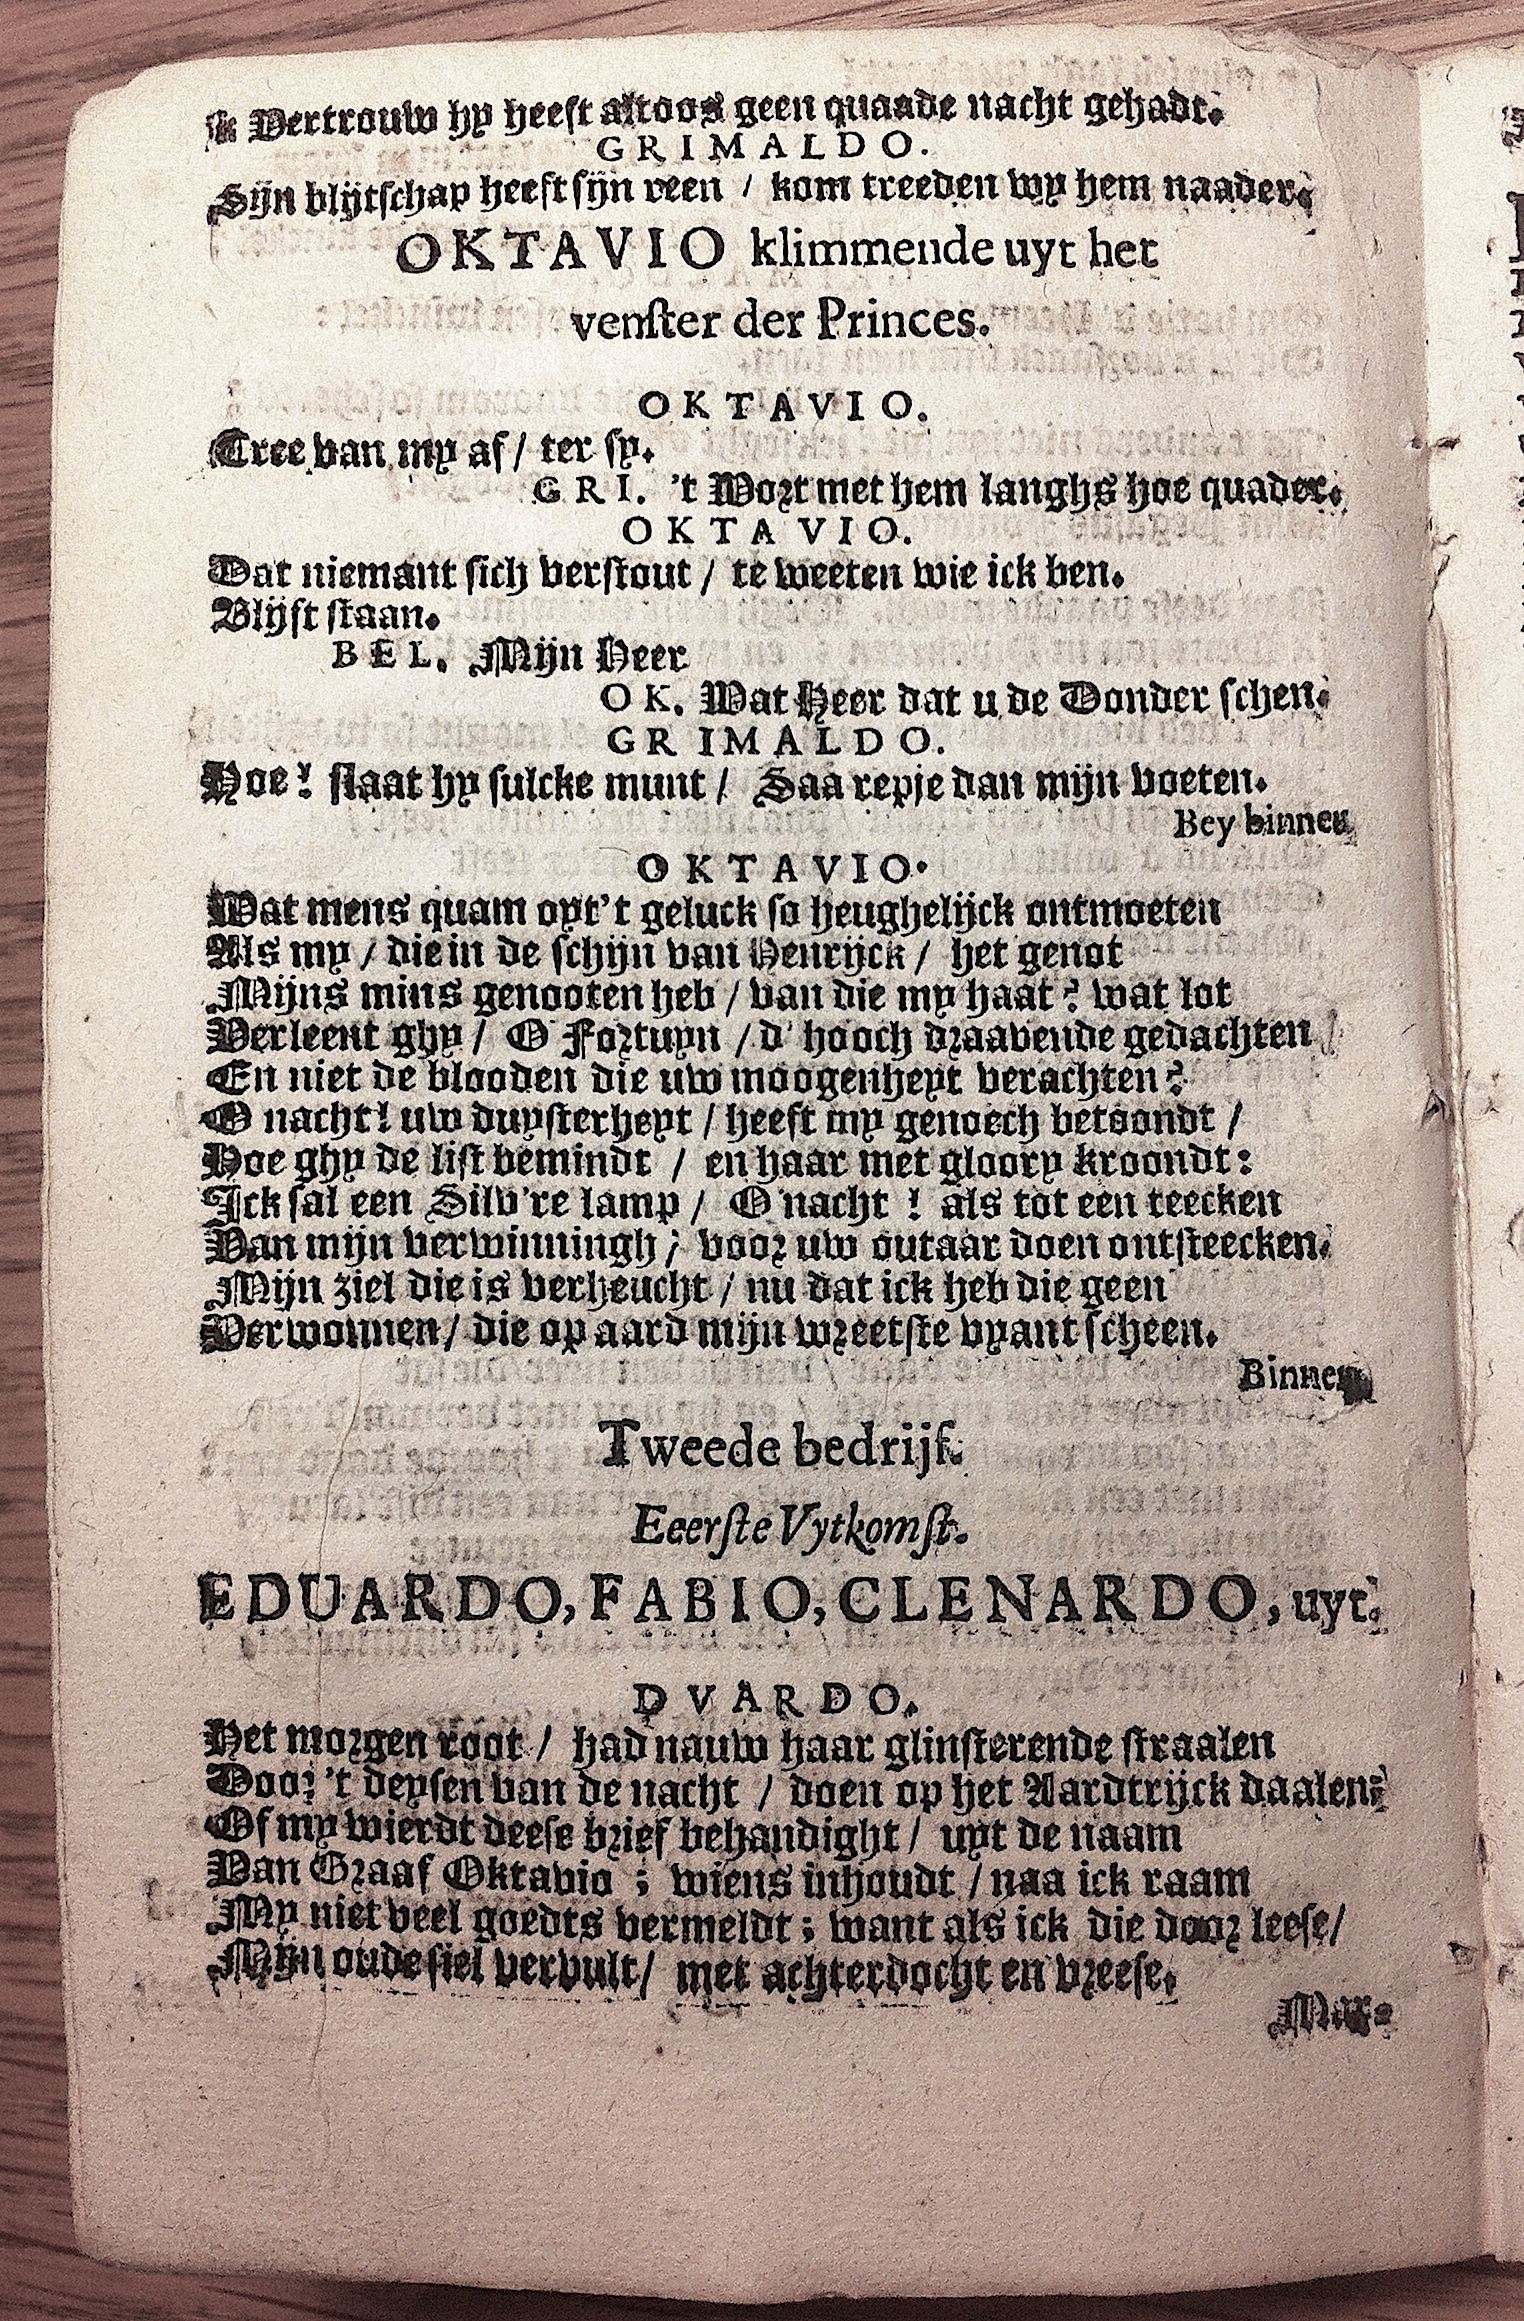 Ik Vertrouw hy heeft altoos geen quaade nacht gehadt.
GRIMALDO.
Sijn blijtschap heeft sijn reen / kom treeden wy hem naader.
OKTAVIO klimmende uyt het
venster der Princes.
OKTAVIO.
Tree van my af / ter sy.
GRI. 't Wort met hem langhs hoe quader.
OKTAVIO.
Dat niemant sich verstout / te weeten wie ick ben.
Blijft staan.
BEL. Mijn Heer
OK. Wat Heer dat u de Donder schen.
GRIMALDO.
Hoe! slaat hy sulcke munt / Saa repje dan mijn voeten.
Bey binnen
OKTAVIO.
Wat mens quam oyt 't geluck so heughelijck ontmoeten
Als my / die in de schijn van Henrijck / het genot
Mijns mins genooten heb / van die my haat? wat lot
Verleent ghy / O Fortuyn / d' hooch draavende gedachten
En niet de blooden die uw moogenheyt verachten?
O nacht! uw duysterheyt / heeft my genoech betoondt /
Hoe ghy de list bemindt / en haar met gloory kroondt:
Ick sal een Silv're lamp / O nacht! als tot een teecken
Van mijn verwinningh; voor uw outaar doen ontsteecken.
Mijn ziel die is verheucht / nu dat ick heb die geen
Verwonnen / die op aard mijn wreetste vyant scheen.
Binnen
Tweede bedrijf.
Eeerste Vytkomst.
EDUARDO, FABIO, CLENARDO, uyt.
DVARDO.
Het morgen root / had nauw haar glinsterende straalen
Door 't deysen van de nacht / doen op het Aardtrijck daalen;
Of my wierdt deese brief behandight / uyt de naam
Van Graaf Oktavio; wiens inhoudt / naa ick raam
My niet veel goedts vermeldt; want als ick die door leese /
Mijn oude siel vervult / met achterdocht en vreese.